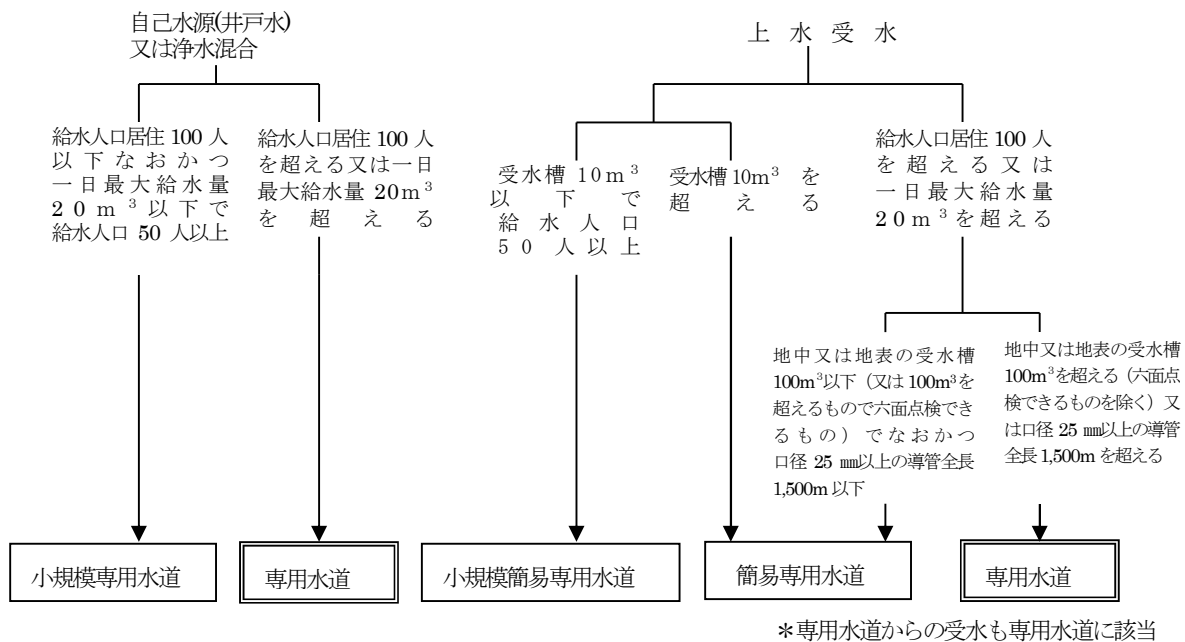 自己水源(井戸水)
又は浄水混合
上水受水
給水人口居住 100 人
以下なおかつ
一日最大給水量
20m³以下で
給水人口 50 人以上
給水人口居住 100 人
を超える又は一日
最大給水量 20m³
を超える
受水槽 10m³
以下で
給水人口
50 人以上
受水槽 10m³ を
超える
給水人口居住 100 人
を超える又は
一日最大給水量
20m³を超える
地中又は地表の受水槽
100m³以下（又は 100m³を
超えるもので六面点検でき
るもの）でなおかつ
口径 25 ㎜以上の導管全長
1,500m 以下
地中又は地表の受水槽
100m³を超える（六面点
検できるものを除く）又
は口径 25 ㎜以上の導管
全長 1,500m を超える
小規模専用水道
専用水道
小規模簡易専用水道
簡易専用水道
専用水道
＊専用水道からの受水も専用水道に該当